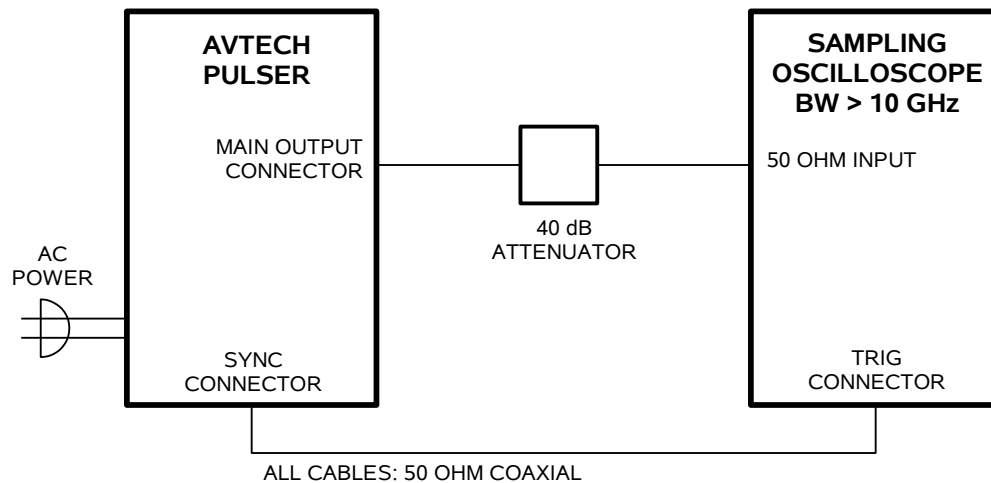 AVTECH
PULSER
MAIN OUTPUT
CONNECTOR
AC
POWER
SYNC
CONNECTOR
40 dB
ATTENUATOR
SAMPLING
OSCILLOSCOPE
BW > 10 GHz
50 OHM INPUT
TRIG
CONNECTOR
ALL CABLES: 50 OHM COAXIAL